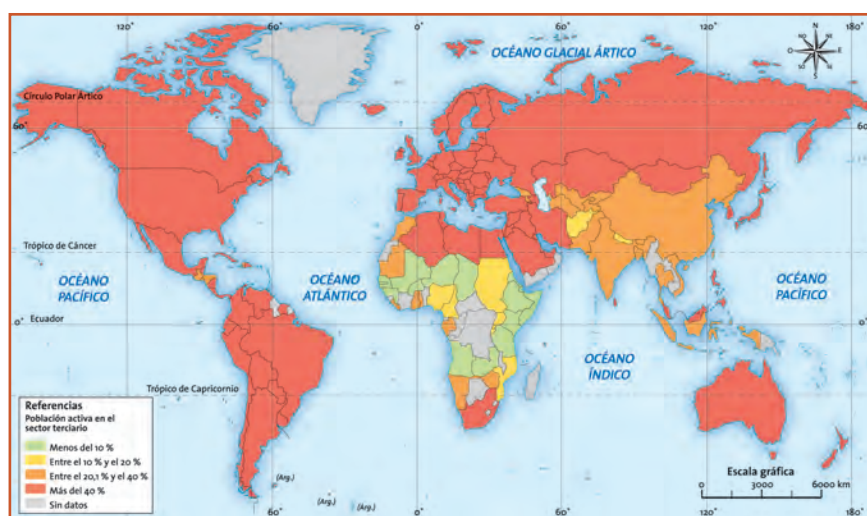 120°
0°
60°
120°
180°
OCÉANO GLACIAL ÁRTICO
N
NO
NE
O
E
SO
SE
S
Círculo Polar Ártico
60°
60°
Trópico de Cáncer
OCÉANO
PACÍFICO
OCÉANO
ATLÁNTICO
OCÉANO
PACÍFICO
0°
Ecuador
0°
OCÉANO
ÍNDICO
Trópico de Capricornio
Referencias
Población activa en el
sector terciario
Menos del 10 %
Entre el 10 % y el 20 %
Entre el 20,1 % y el 40 %
Más del 40 %
Sin datos
(Arg.)
(Arg.)
(Arg.)
Escala gráfica
0 3000 6000 km
60°
0°
60°
120°
180°